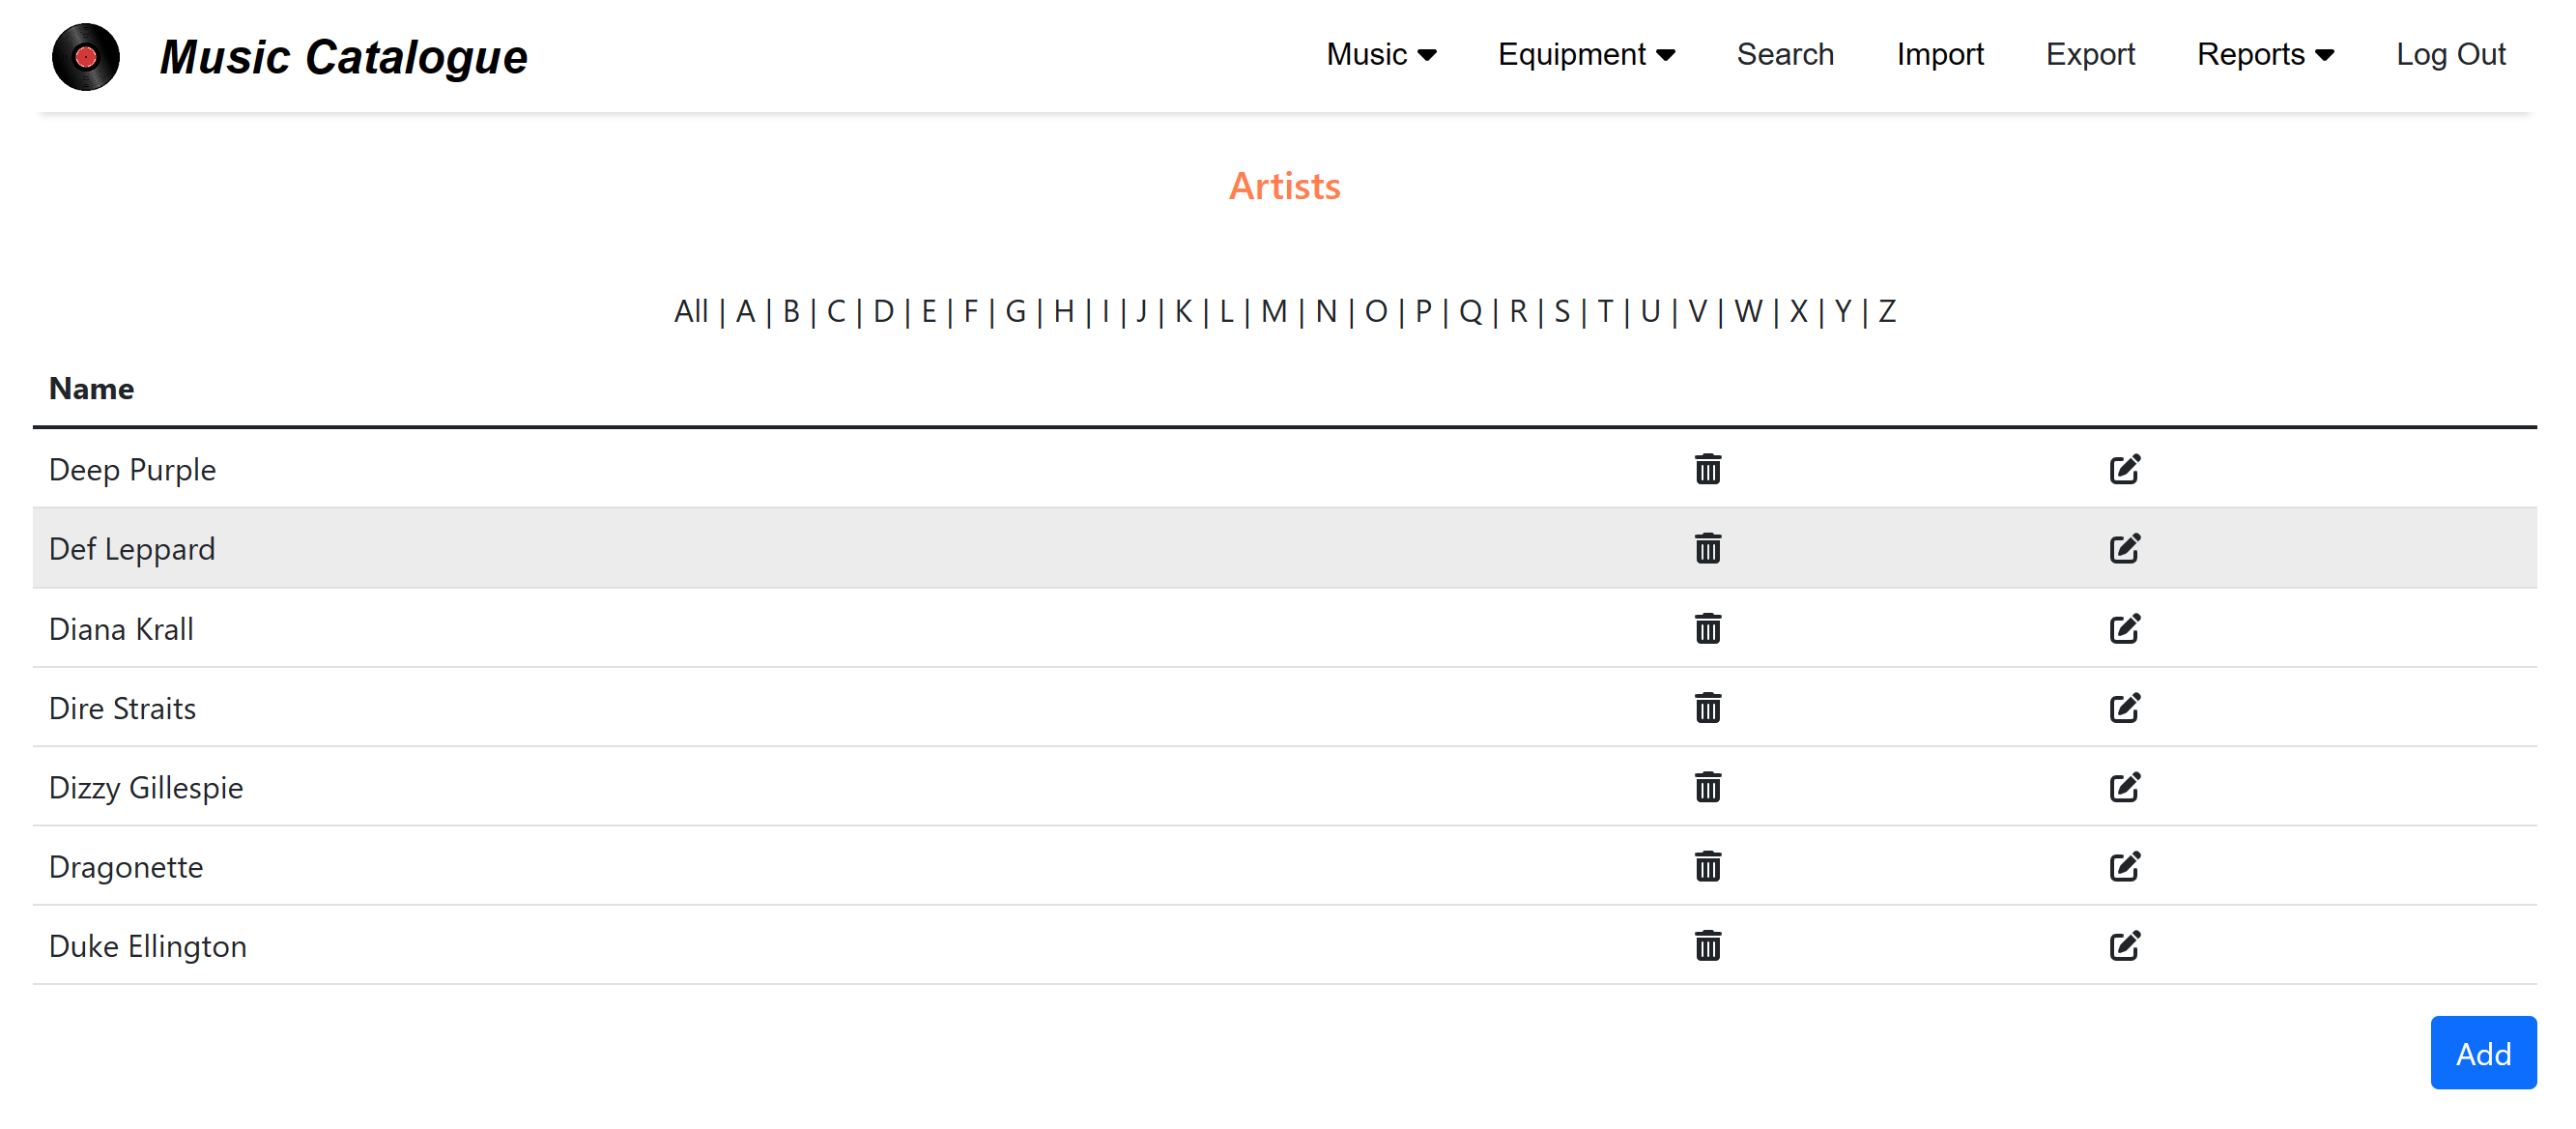 Music Catalogue Music Equipment Search Import Export Reports Log Out
Artists
All | A | B | C | D | E | F | G | H | I | J | K | L | M | N | O | P | Q | R | S | T | U | V | W | X | Y | Z
Name
Deep Purple
Def Leppard
Diana Krall
Dire Straits
Dizzy Gillespie
Dragonette
Duke Ellington
Add